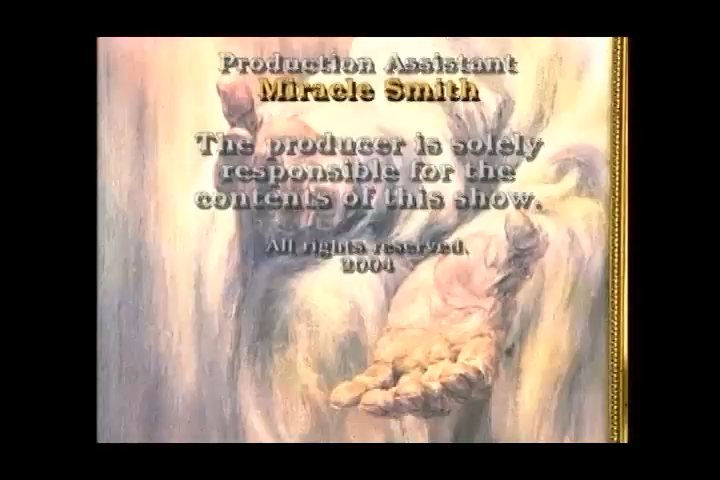 Production Assistant
Miracle Smith
The producer is solely
responsible for the
contents of this show.
All rights reserved.
2004